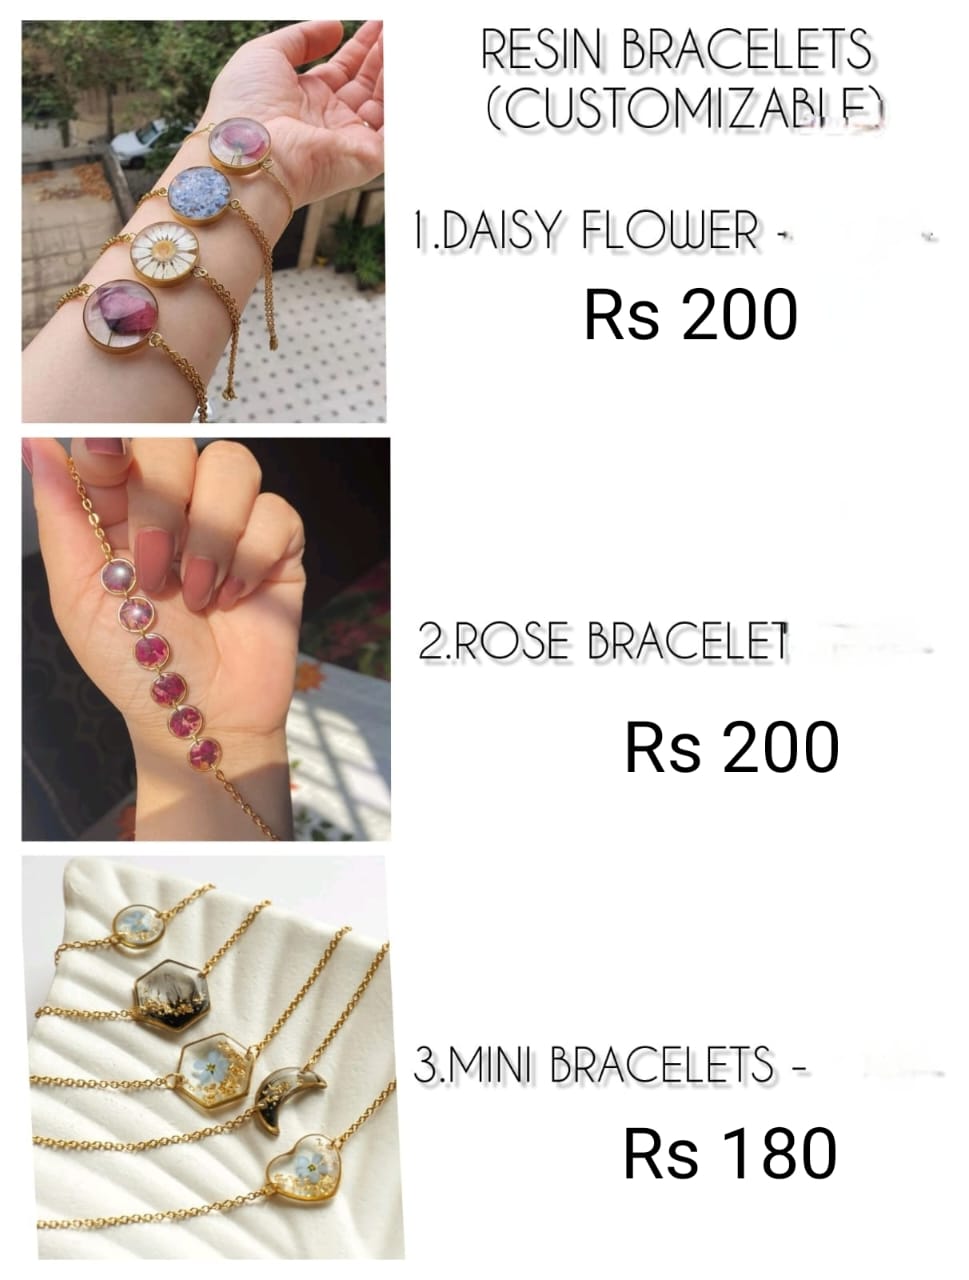 RESIN BRACELETS
(CUSTOMIZABLE)
1.DAISY FLOWER -
Rs 200
2.ROSE BRACELET
Rs 200
3.MINI BRACELETS -
Rs 180